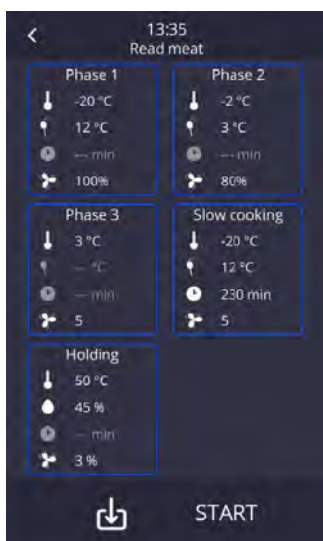 13:35
Read meat
Phase 1
-20 °C
12 °C
--- min
100%
Phase 2
-2 °C
3 °C
--- min
80%
Phase 3
3 °C
-- °C
--- min
5
Slow cooking
-20 °C
12 °C
230 min
5
Holding
50 °C
45 %
-- min
3 %
START